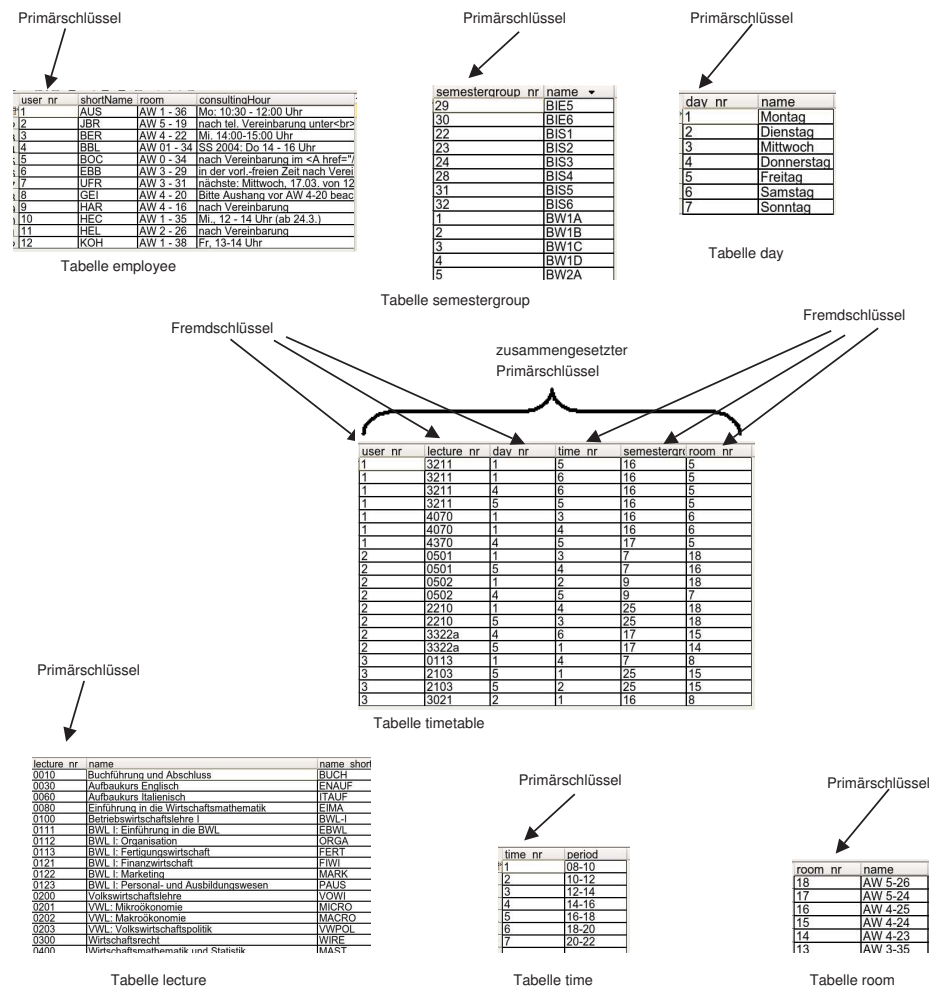 Primärschlüssel
Primärschlüssel
Primärschlüssel
user_nr shortName room consultingHour
1 AUS AW 1 - 36 Mo: 10:30 - 12:00 Uhr
2 JBR AW 5 - 19 nach tel. Vereinbarung unter<br>
3 BER AW 4 - 22 Mi. 14:00-15:00 Uhr
4 BBL AW 01 - 34 SS 2004: Do 14 - 16 Uhr
5 BOC AW 0 - 34 nach Vereinbarung im <A href="/
6 EBB AW 3 - 29 in der vorl.-freien Zeit nach Verei
7 UFR AW 3 - 31 nächste: Mittwoch, 17.03. von 12
8 GEI AW 4 - 20 Bitte Aushang vor AW 4-20 beac
9 HAR AW 4 - 16 nach Vereinbarung
10 HEC AW 1 - 35 Mi., 12 - 14 Uhr (ab 24.3.)
11 HEL AW 2 - 26 nach Vereinbarung
12 KOH AW 1 - 38 Fr, 13-14 Uhr
Tabelle employee
semestergroup_nr name
29 BIE5
30 BIE6
22 BIS1
23 BIS2
24 BIS3
28 BIS4
31 BIS5
32 BIS6
1 BW1A
2 BW1B
3 BW1C
4 BW1D
5 BW2A
Tabelle semestergroup
day_nr name
1 Montag
2 Dienstag
3 Mittwoch
4 Donnerstag
5 Freitag
6 Samstag
7 Sonntag
Tabelle day
Fremdschlüssel
Fremdschlüssel
zusammengesetzter
Primärschlüssel
user_nr lecture_nr day_nr time_nr semestergro room_nr
1 3211 1 5 16 5
1 3211 1 6 16 5
1 3211 4 6 16 5
1 3211 5 5 16 5
1 4070 1 3 16 6
1 4070 1 4 16 6
1 4370 4 5 17 5
2 0501 1 3 7 18
2 0501 5 4 7 16
2 0502 1 2 9 18
2 0502 4 5 9 7
2 2210 1 4 25 18
2 2210 5 3 25 18
2 3322a 4 6 17 15
2 3322a 5 1 17 14
3 0113 1 4 7 8
3 2103 5 1 25 15
3 2103 5 2 25 15
3 3021 2 1 16 8
Tabelle timetable
Primärschlüssel
lecture_nr name name_short
0010 Buchführung und Abschluss BUCH
0030 Aufbaukurs Englisch ENAUF
0060 Aufbaukurs Italienisch ITAUF
0080 Einführung in die Wirtschaftsmathematik EIMA
0100 Betriebswirtschaftslehre I BWL-I
0111 BWL I: Einführung in die BWL EBWL
0112 BWL I: Organisation ORGA
0113 BWL I: Fertigungswirtschaft FERT
0121 BWL I: Finanzwirtschaft FIWI
0122 BWL I: Marketing MARK
0123 BWL I: Personal- und Ausbildungswesen PAUS
0200 Volkswirtschaftslehre VOWI
0201 VWL: Mikroökonomie MICRO
0202 VWL: Makroökonomie MACRO
0203 VWL: Volkswirtschaftspolitik VWPOL
0300 Wirtschaftsrecht WIRE
0400 Wirtschaftsmathematik und Statistik MAST
Tabelle lecture
Primärschlüssel
time_nr period
1 08-10
2 10-12
3 12-14
4 14-16
5 16-18
6 18-20
7 20-22
Tabelle time
Primärschlüssel
room_nr name
18 AW 5-26
17 AW 5-24
16 AW 4-25
15 AW 4-24
14 AW 4-23
13 AW 3-35
Tabelle room